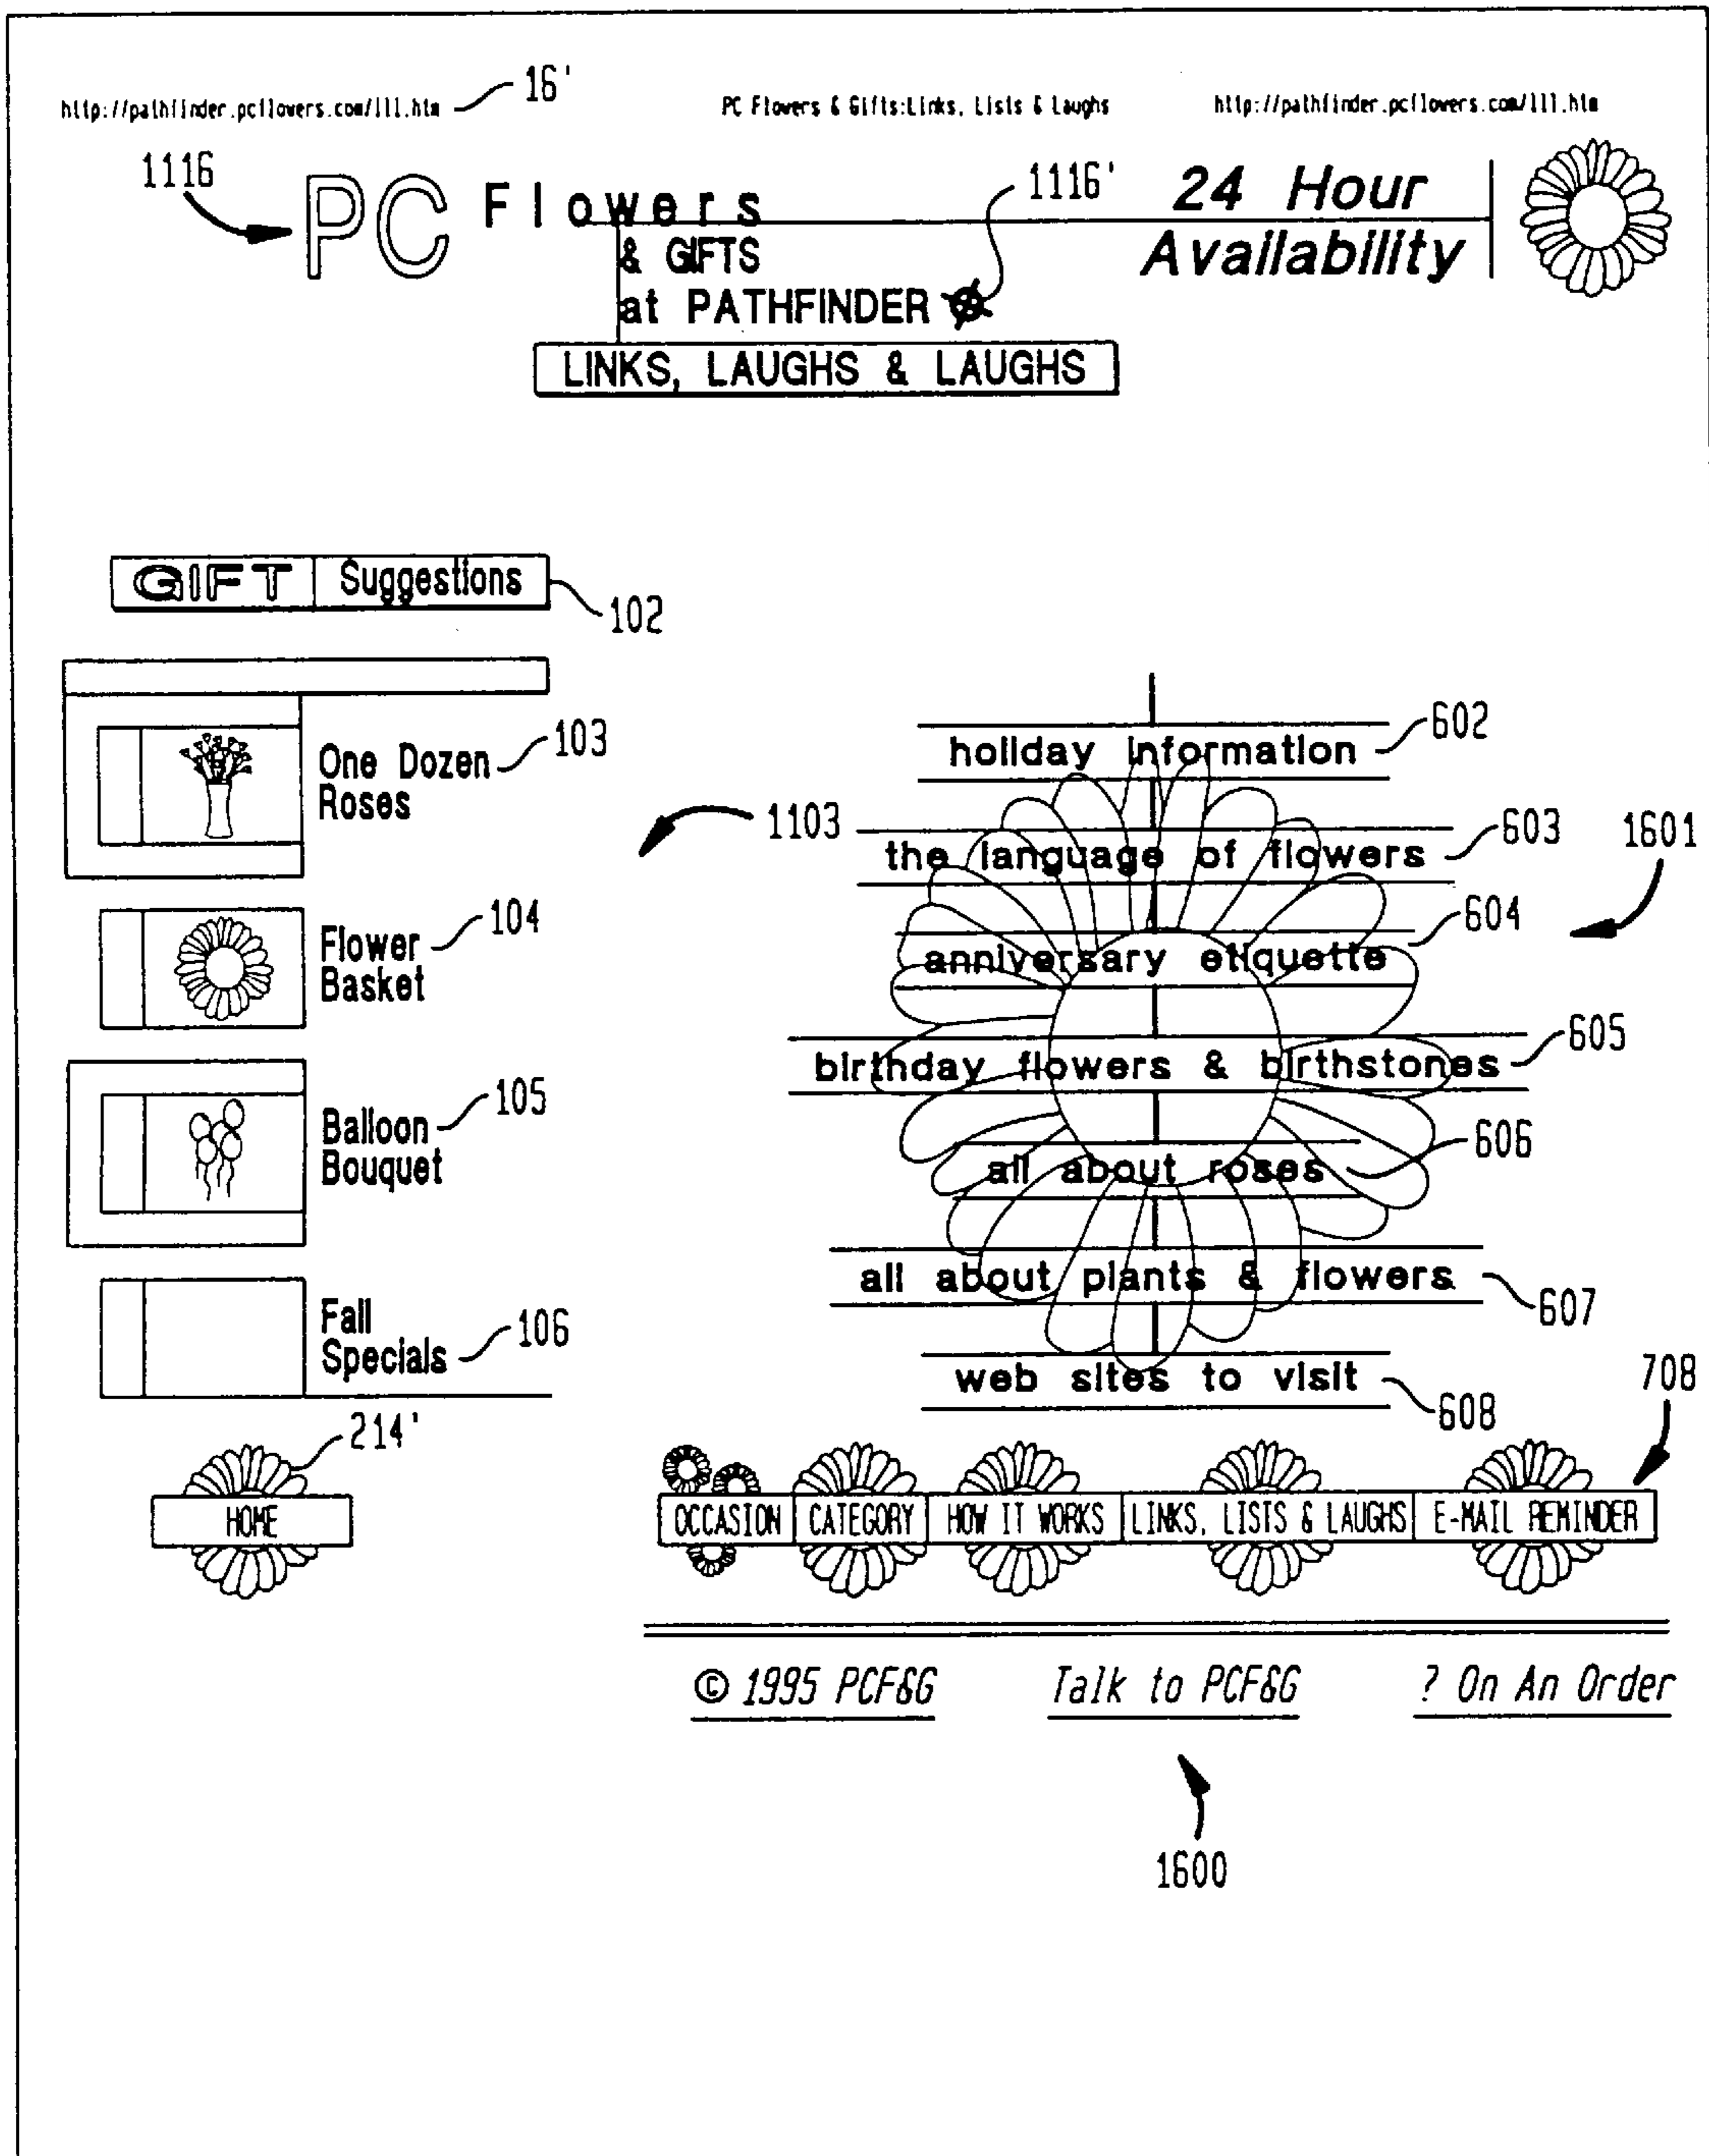 http://pathfinder.pcflowers.com/lll.htm 16' PC Flowers & Gifts:Links, Lists & Laughs http://pathfinder.pcflowers.com/lll.htm
1116 PC Flowers 1116' 24 Hour
& GIFTS Availability
at PATHFINDER
LINKS, LAUGHS & LAUGHS
GIFT Suggestions
102
One Dozen 103
Roses
1103
Flower 104
Basket
Balloon 105
Bouquet
Fall
Specials 106
holiday information 602
the language of flowers 603
1601
anniversary etiquette 604
birthday flowers & birthstones 605
all about roses 606
all about plants & flowers 607
web sites to visit 608
708
214'
HOME
OCCASION CATEGORY HOW IT WORKS LINKS, LISTS & LAUGHS E-MAIL REMINDER
© 1995 PCF&G Talk to PCF&G ? On An Order
1600